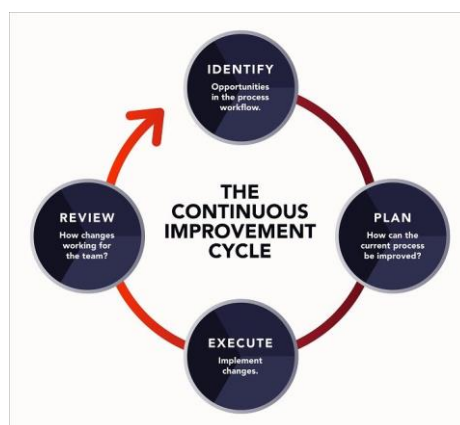 IDENTIFY
Opportunities
in the process
workflow.
THE
CONTINUOUS
IMPROVEMENT
CYCLE
PLAN
How can the
current process
be improved?
EXECUTE
Implement
changes.
REVIEW
How changes
working for
the team?